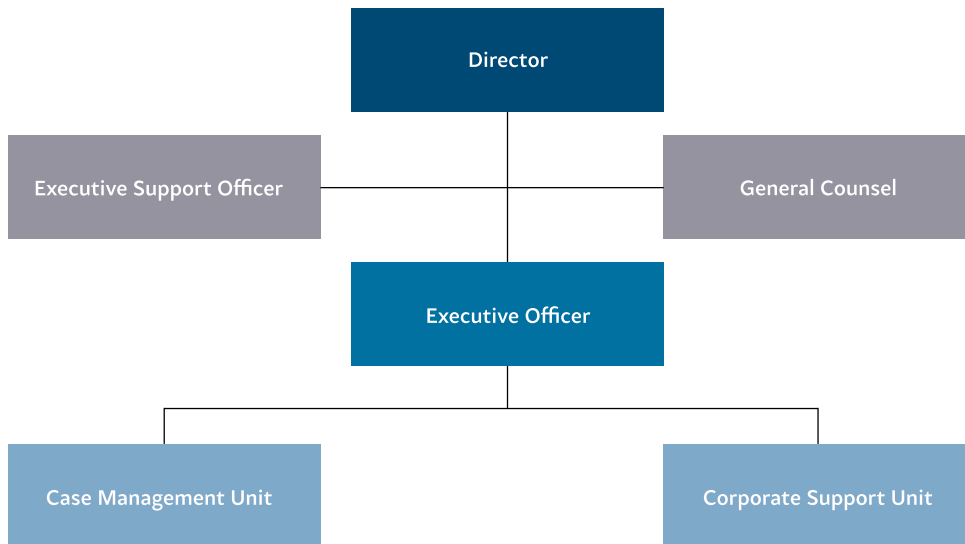 Director
Executive Support Officer
General Counsel
Executive Officer
Case Management Unit
Corporate Support Unit